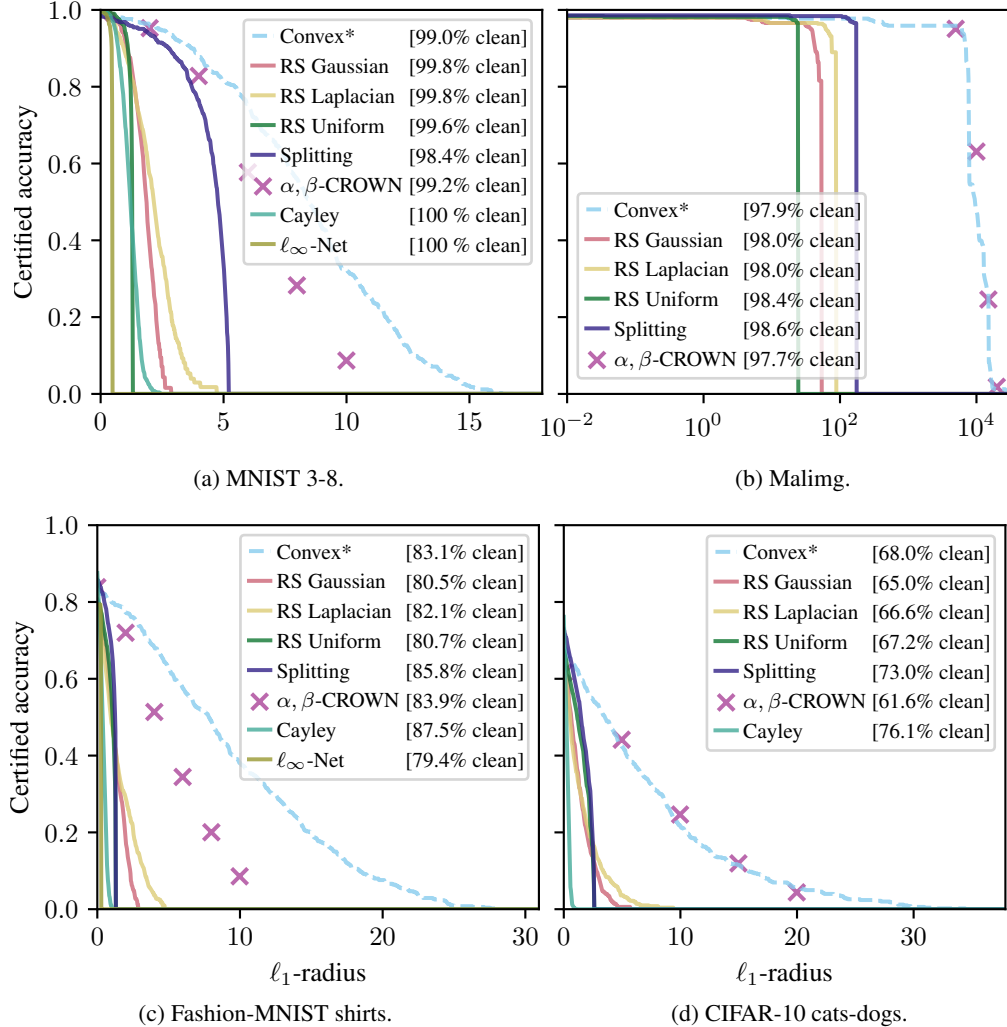 Certified accuracy
1.0
0.8
0.6
0.4
0.2
0.0
0
5
10
15
Convex* [99.0% clean]
RS Gaussian [99.8% clean]
RS Laplacian [99.8% clean]
RS Uniform [99.6% clean]
Splitting [98.4% clean]
α, β-CROWN [99.2% clean]
Cayley [100 % clean]
ℓ∞-Net [100 % clean]
(a) MNIST 3-8.
10⁻²
10⁰
10²
10⁴
Convex* [97.9% clean]
RS Gaussian [98.0% clean]
RS Laplacian [98.0% clean]
RS Uniform [98.4% clean]
Splitting [98.6% clean]
α, β-CROWN [97.7% clean]
(b) Malimg.
Certified accuracy
1.0
0.8
0.6
0.4
0.2
0.0
0
10
20
30
Convex* [83.1% clean]
RS Gaussian [80.5% clean]
RS Laplacian [82.1% clean]
RS Uniform [80.7% clean]
Splitting [85.8% clean]
α, β-CROWN [83.9% clean]
Cayley [87.5% clean]
ℓ∞-Net [79.4% clean]
ℓ₁-radius
(c) Fashion-MNIST shirts.
0
10
20
30
Convex* [68.0% clean]
RS Gaussian [65.0% clean]
RS Laplacian [66.6% clean]
RS Uniform [67.2% clean]
Splitting [73.0% clean]
α, β-CROWN [61.6% clean]
Cayley [76.1% clean]
ℓ₁-radius
(d) CIFAR-10 cats-dogs.